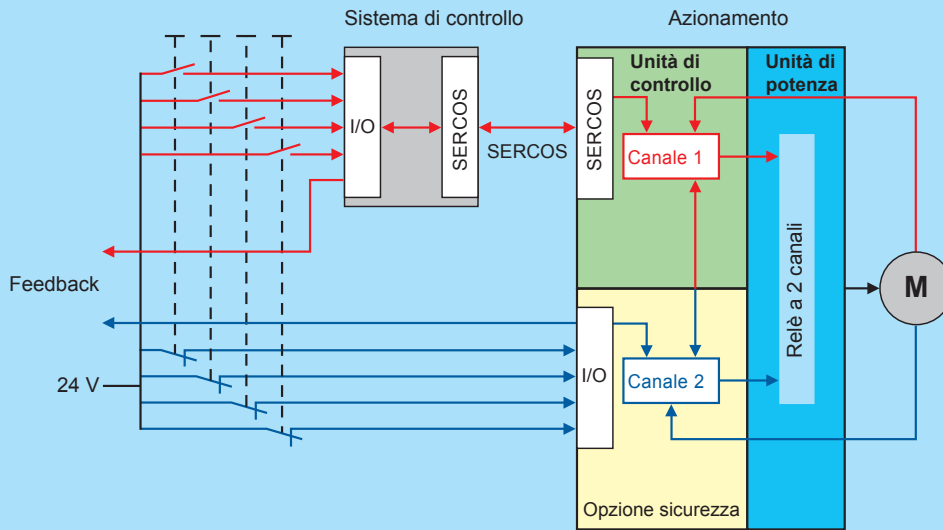 Sistema di controllo
Azionamento
Unità di
controllo
Unità di
potenza
I/O
SERCOS
SERCOS
SERCOS
Canale 1
Feedback
M
Relè a 2 canali
24 V
I/O
Canale 2
Opzione sicurezza